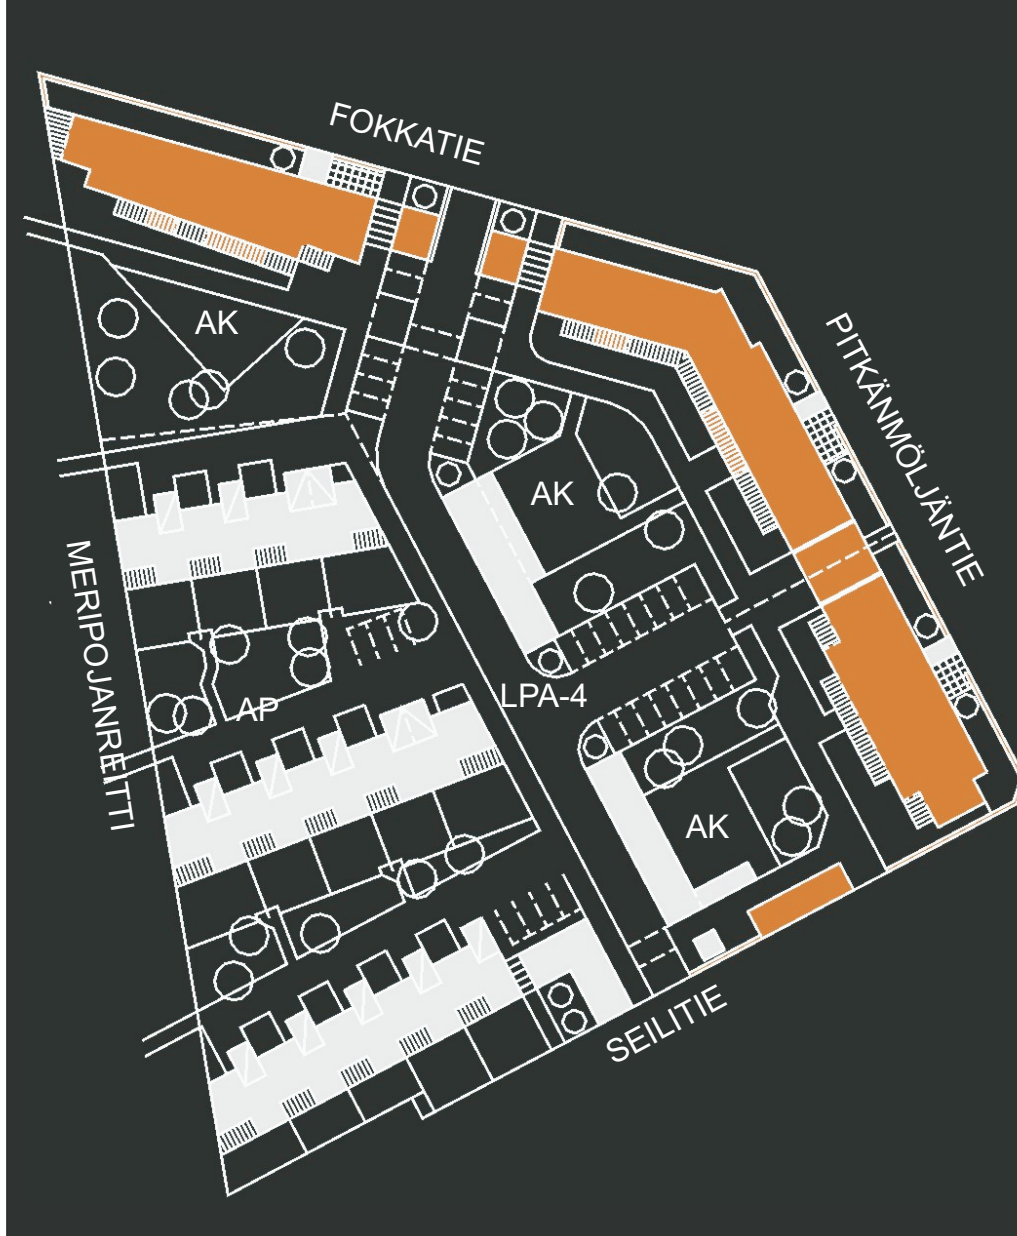 FOKKATIE
AK
PITKÄNMÖLJÄNTIE
AK
MERIPOJANREITTI
LPA-4
AP
AK
SEILITIE